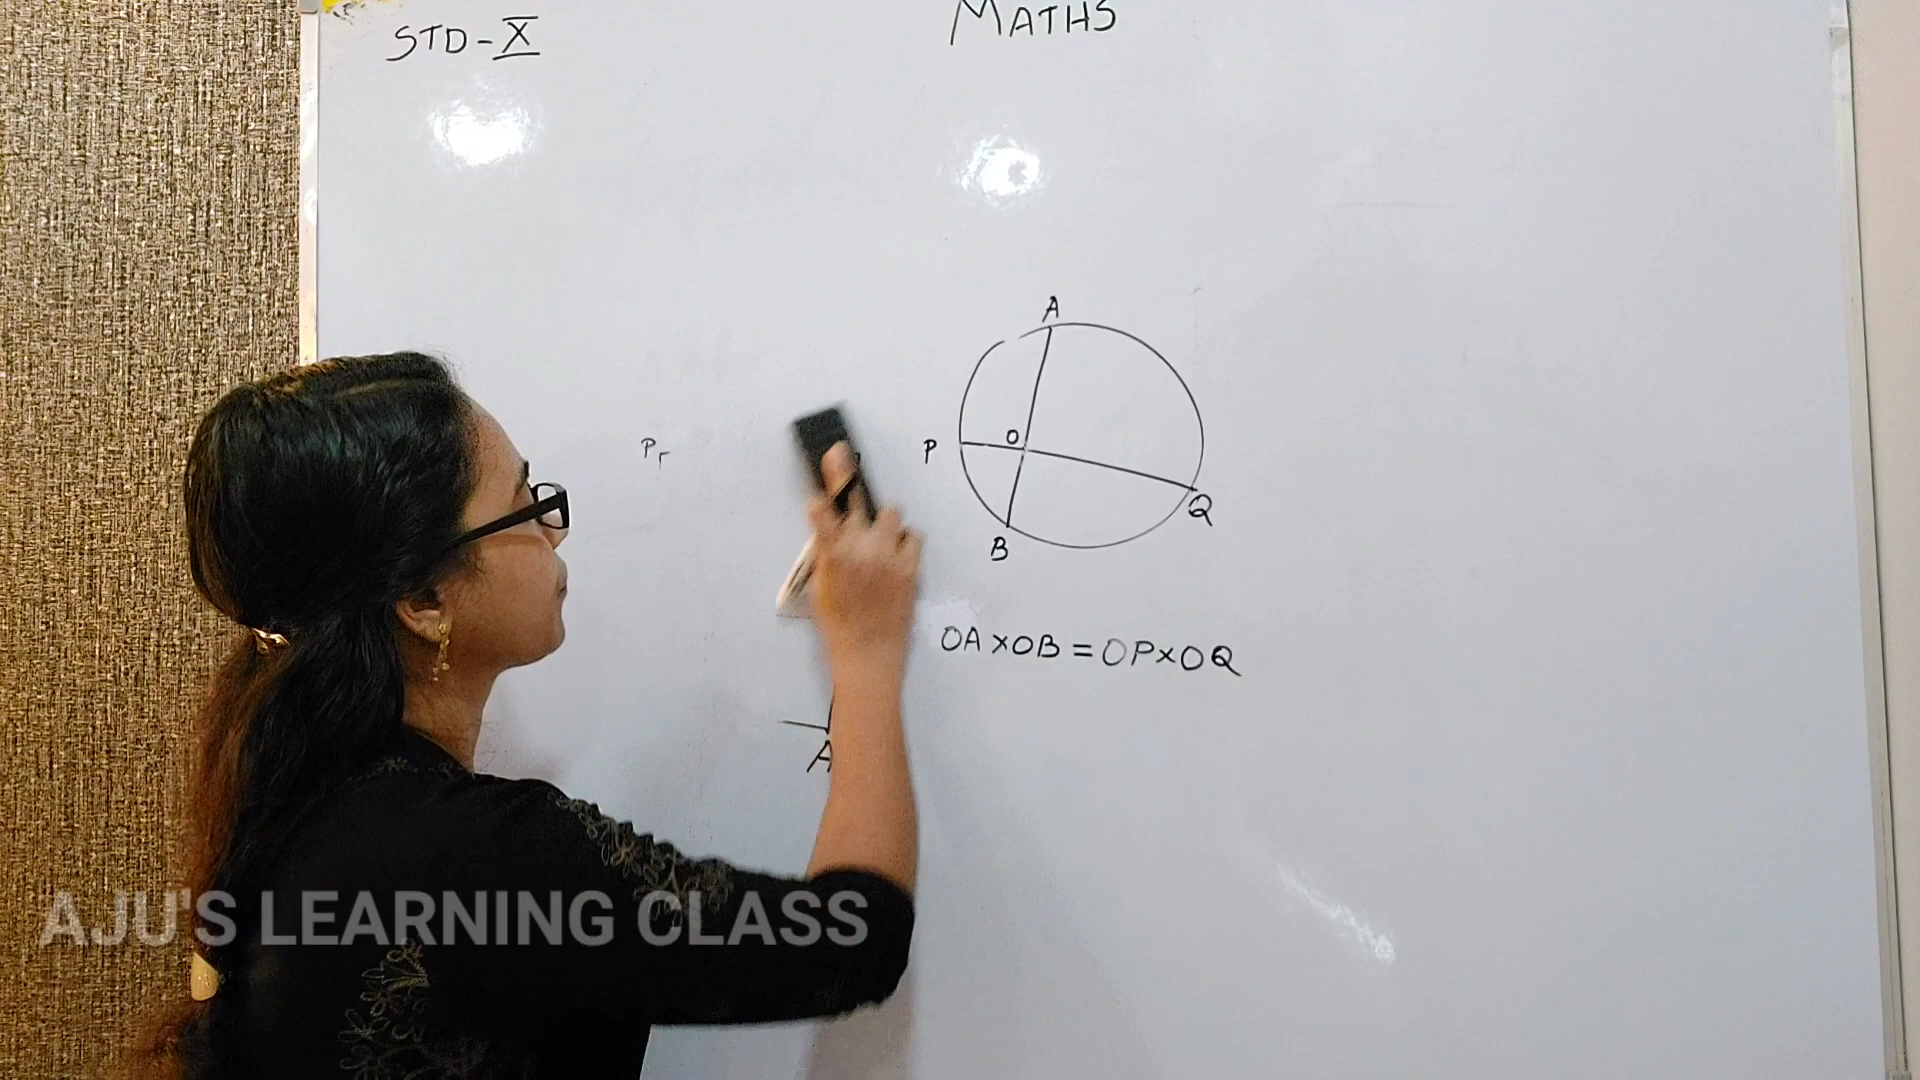 STD - X
MATHS
A
P
O
P
Q
B
OA × OB = OP × OQ
A
AJU'S LEARNING CLASS